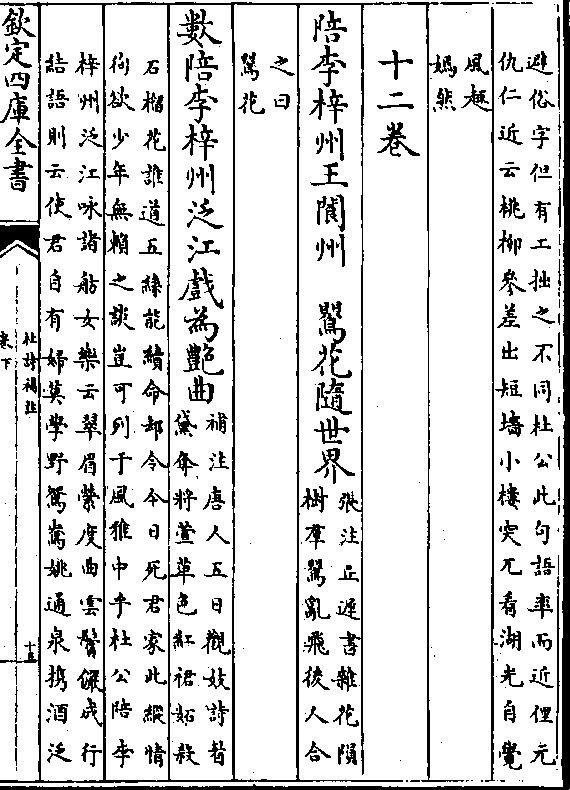 避俗字但有工拙之不同杜公此句語率而近俚元
仇仁近云桃柳參差出短墻小樓突兀看湖光自覺
風趣
嫣然
十二卷
陪李梓州王閬州　鶯花隨世界
張注丘遲書雜花隕
樹羣鶯亂飛後人合
之曰
鶯花
數陪李梓州泛江戲為艷曲
補注唐人五日觀妓詩眉
黛奪將萱草色紅裙妬殺
石榴花誰道五絲能續命却令今日死君家此縱情
徇欲少年無賴之談豈可列于風雅中乎杜公陪李
梓州泛江咏諸舫女樂云翠眉縈度曲雲鬢儼成行
結語則云使君自有婦莫學野鴛鴦姚通泉携酒泛
欽定四庫全書
杜詩補註
卷下
十五